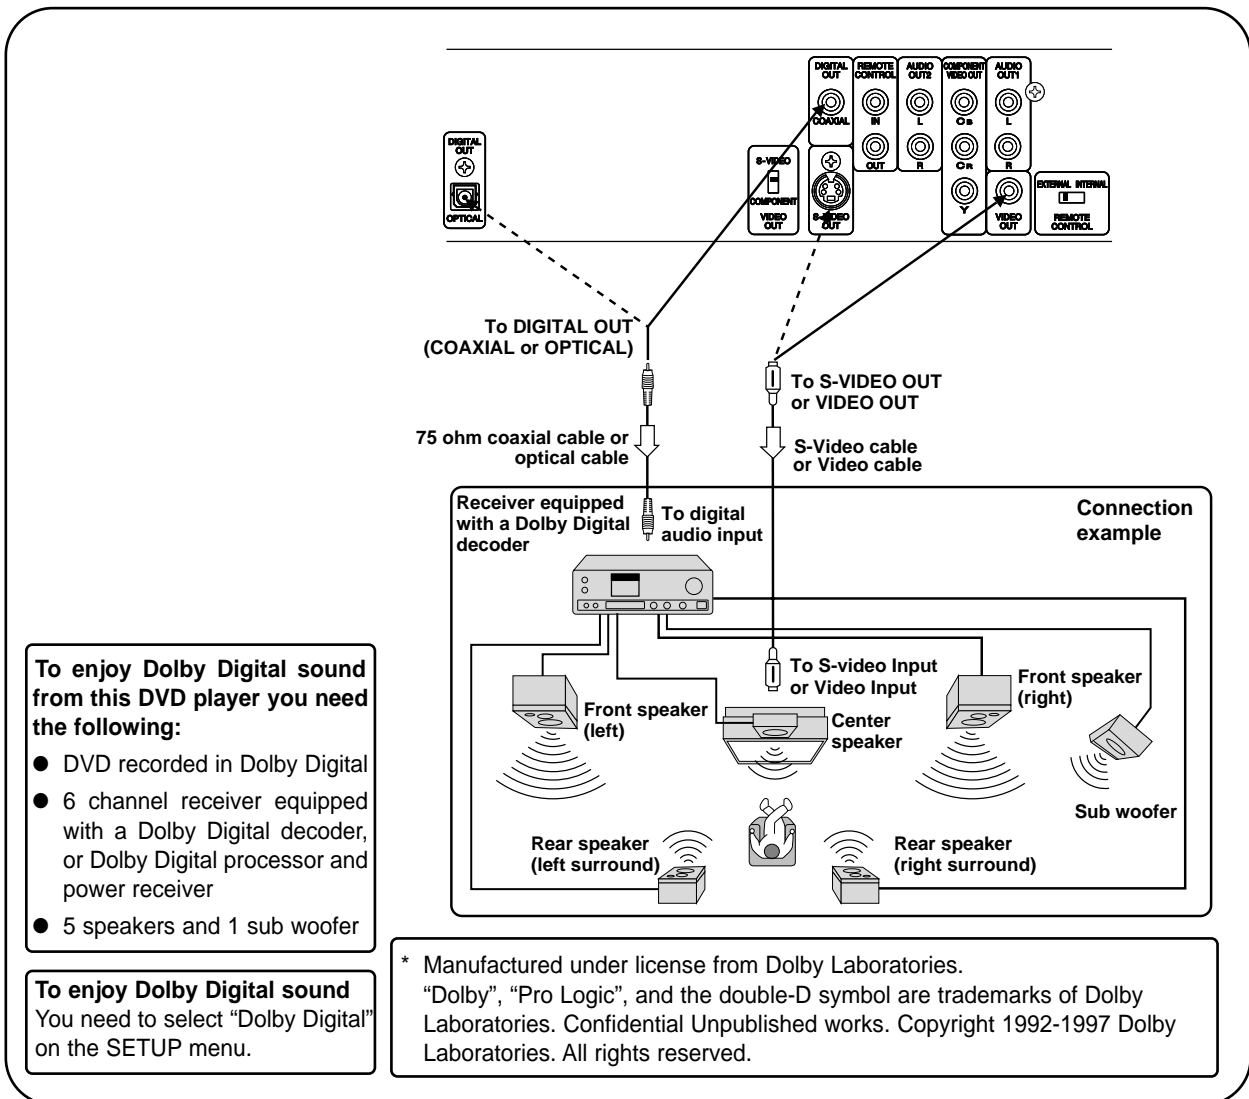 DIGITAL
OUT
OPTICAL
S-VIDEO
COMPONENT
VIDEO
OUT
DIGITAL
OUT
COAXIAL
S-VIDEO
OUT
REMOTE
CONTROL
IN
OUT
AUDIO
OUT2
L
R
COMPONENT
VIDEO OUT
CB
CR
Y
AUDIO
OUT1
L
R
VIDEO
OUT
EXTERNAL INTERNAL
REMOTE
CONTROL
To DIGITAL OUT
(COAXIAL or OPTICAL)
To S-VIDEO OUT
or VIDEO OUT
75 ohm coaxial cable or
optical cable
S-Video cable
or Video cable
Receiver equipped
with a Dolby Digital
decoder
To digital
audio input
Connection
example
To S-video Input
or Video Input
Front speaker
(left)
Center
speaker
Front speaker
(right)
Sub woofer
Rear speaker
(left surround)
Rear speaker
(right surround)
To enjoy Dolby Digital sound
from this DVD player you need
the following:
● DVD recorded in Dolby Digital
● 6 channel receiver equipped
with a Dolby Digital decoder,
or Dolby Digital processor and
power receiver
● 5 speakers and 1 sub woofer
To enjoy Dolby Digital sound
You need to select “Dolby Digital”
on the SETUP menu.
* Manufactured under license from Dolby Laboratories.
“Dolby”, “Pro Logic”, and the double-D symbol are trademarks of Dolby
Laboratories. Confidential Unpublished works. Copyright 1992-1997 Dolby
Laboratories. All rights reserved.